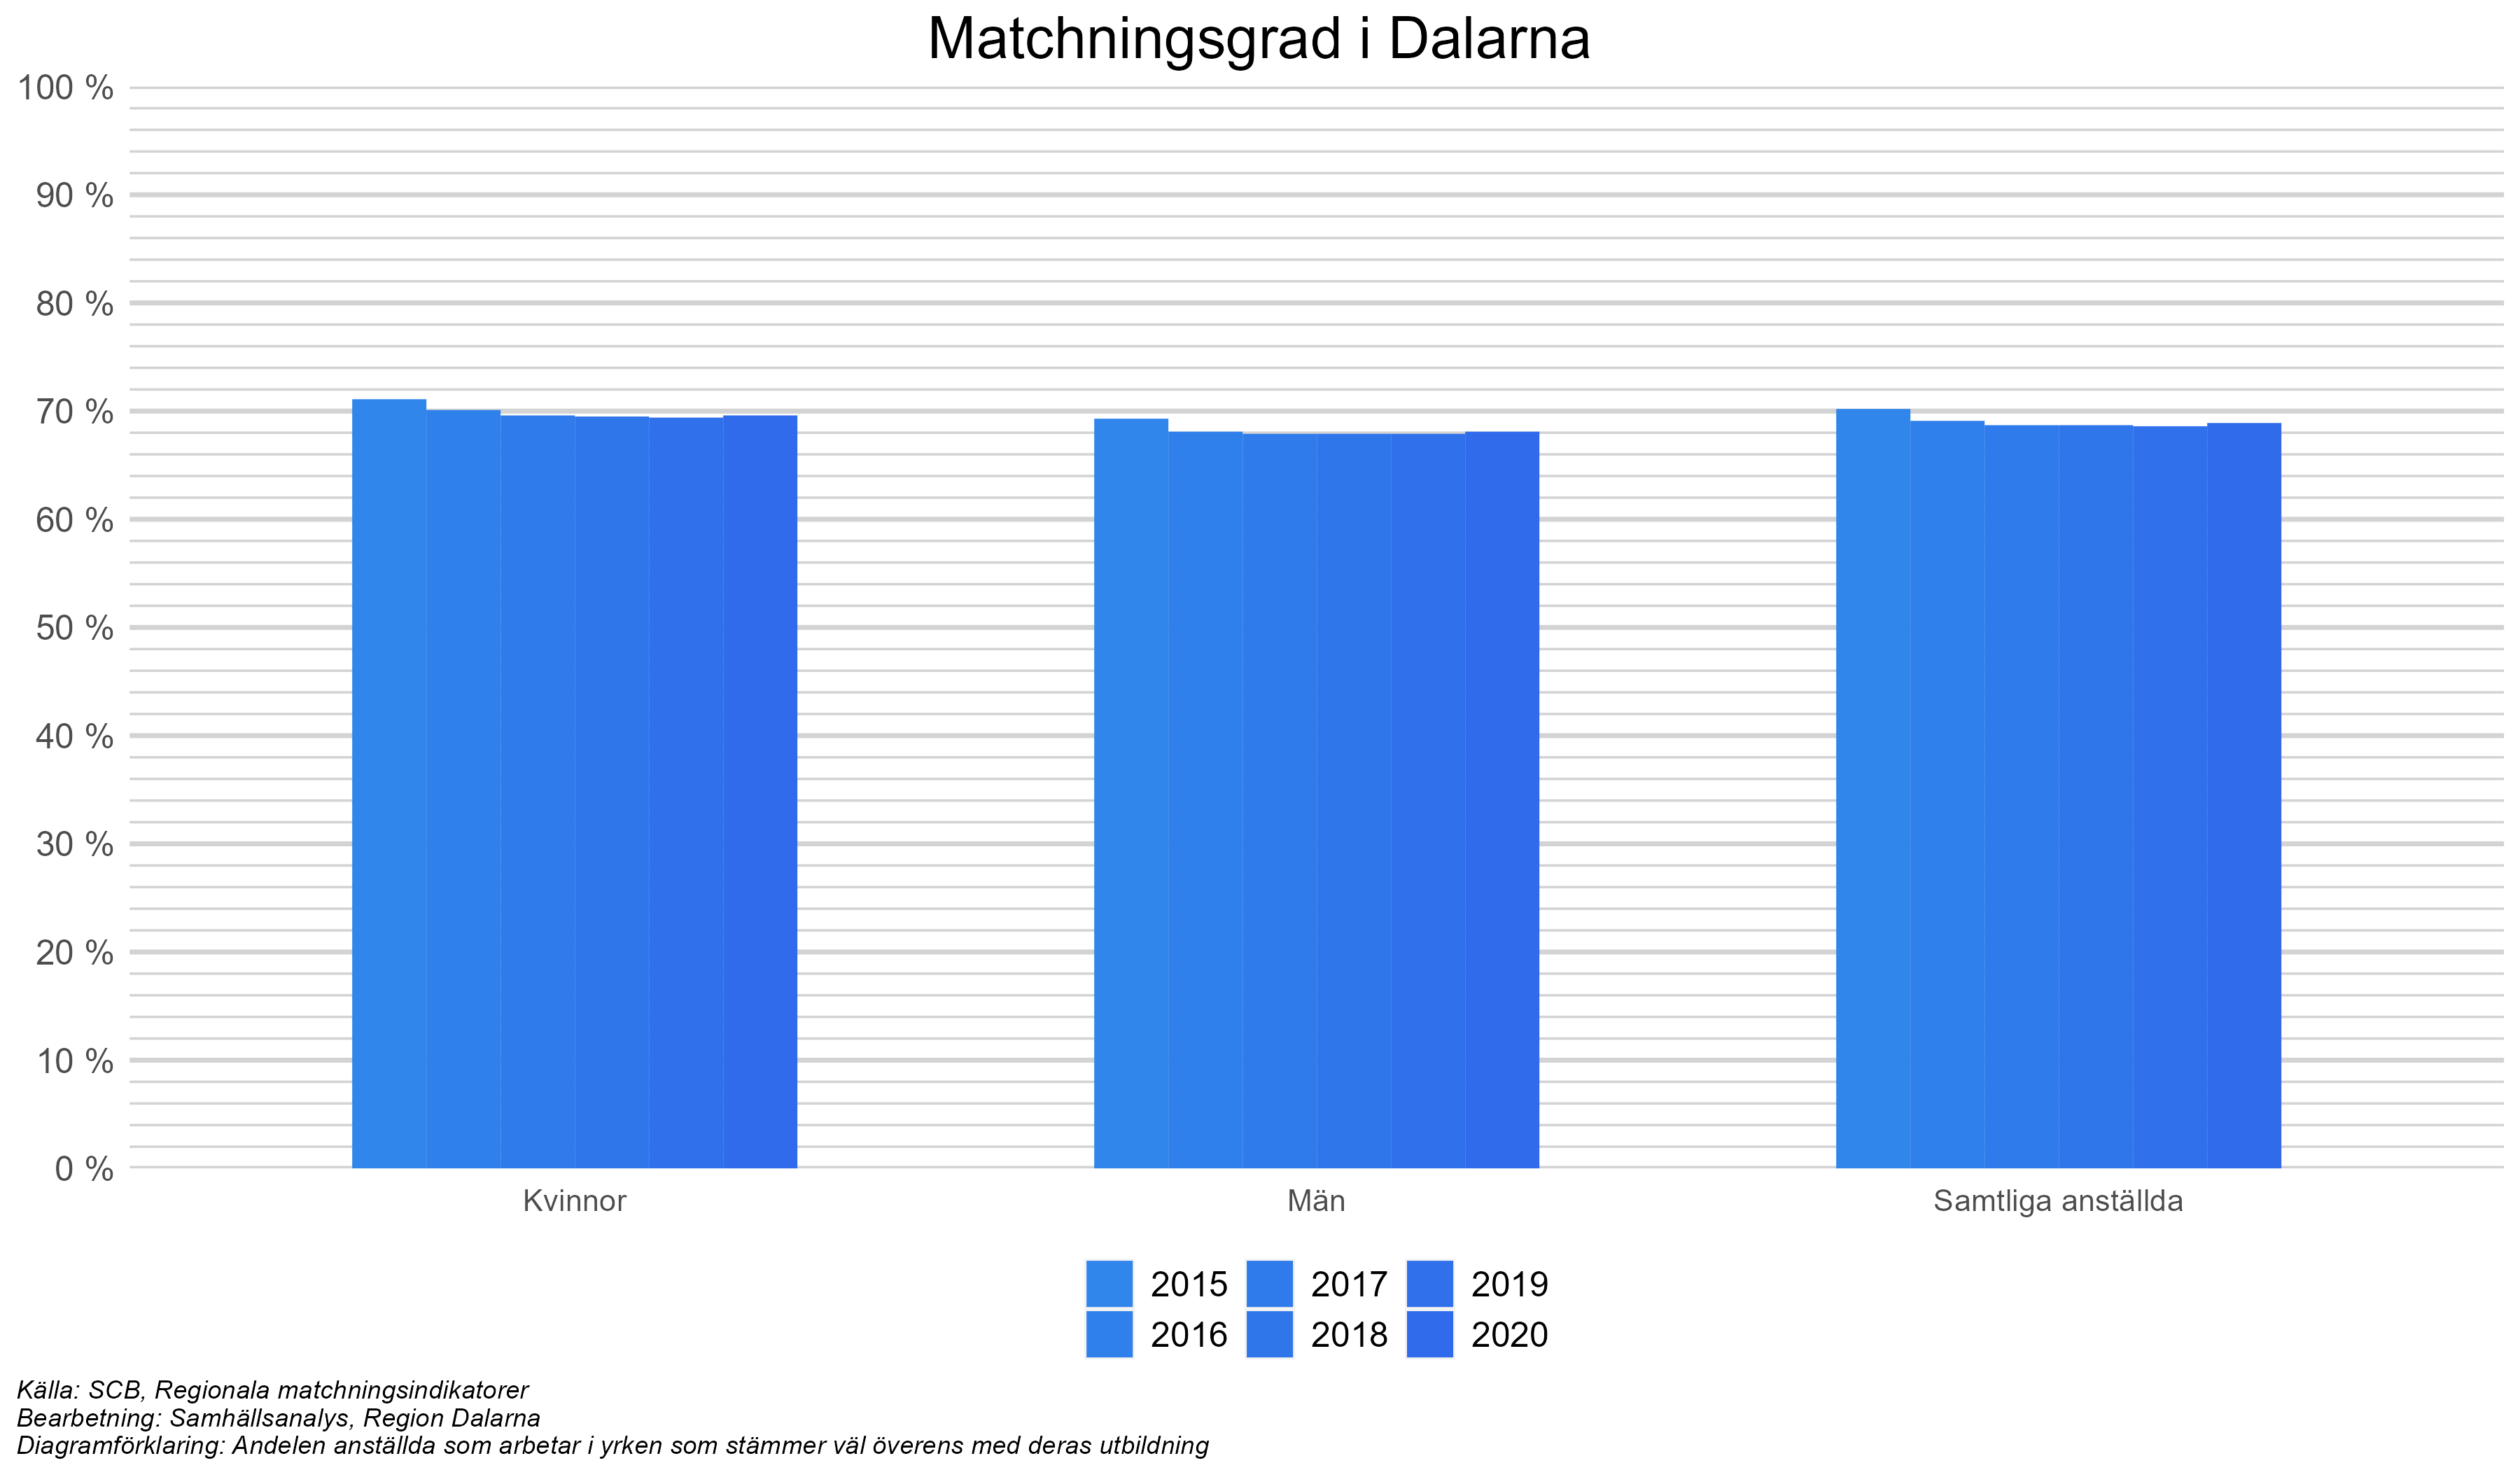 Matchningsgrad i Dalarna
100 %
90 %
80 %
70 %
60 %
50 %
40 %
30 %
20 %
10 %
0 %
Kvinnor Män Samtliga anställda
2015 2017 2019
2016 2018 2020
Källa: SCB, Regionala matchningsindikatorer
Bearbetning: Samhällsanalys, Region Dalarna
Diagramförklaring: Andelen anställda som arbetar i yrken som stämmer väl överens med deras utbildning